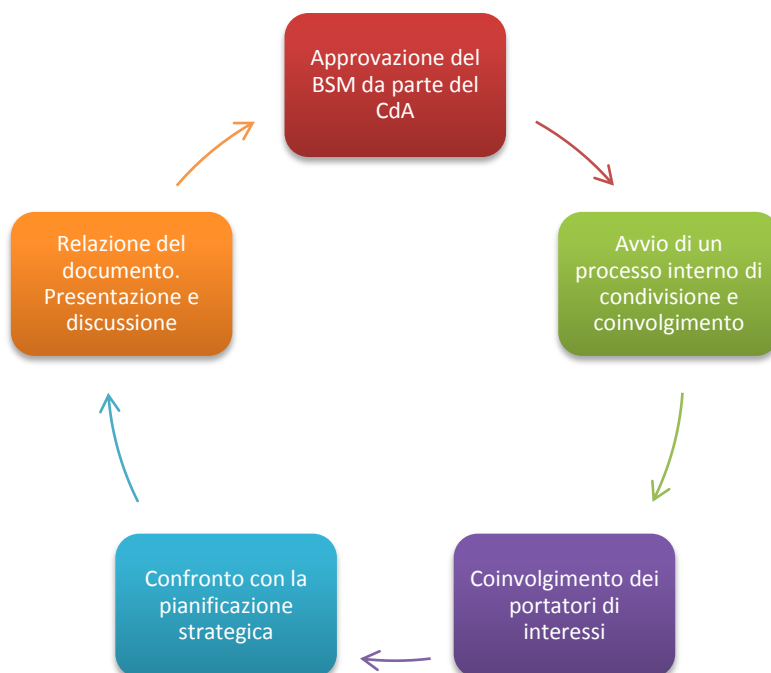 Approvazione del
BSM da parte del
CdA
Avvio di un
processo interno di
condivisione e
coinvolgimento
Coinvolgimento dei
portatori di
interessi
Confronto con la
pianificazione
strategica
Relazione del
documento.
Presentazione e
discussione